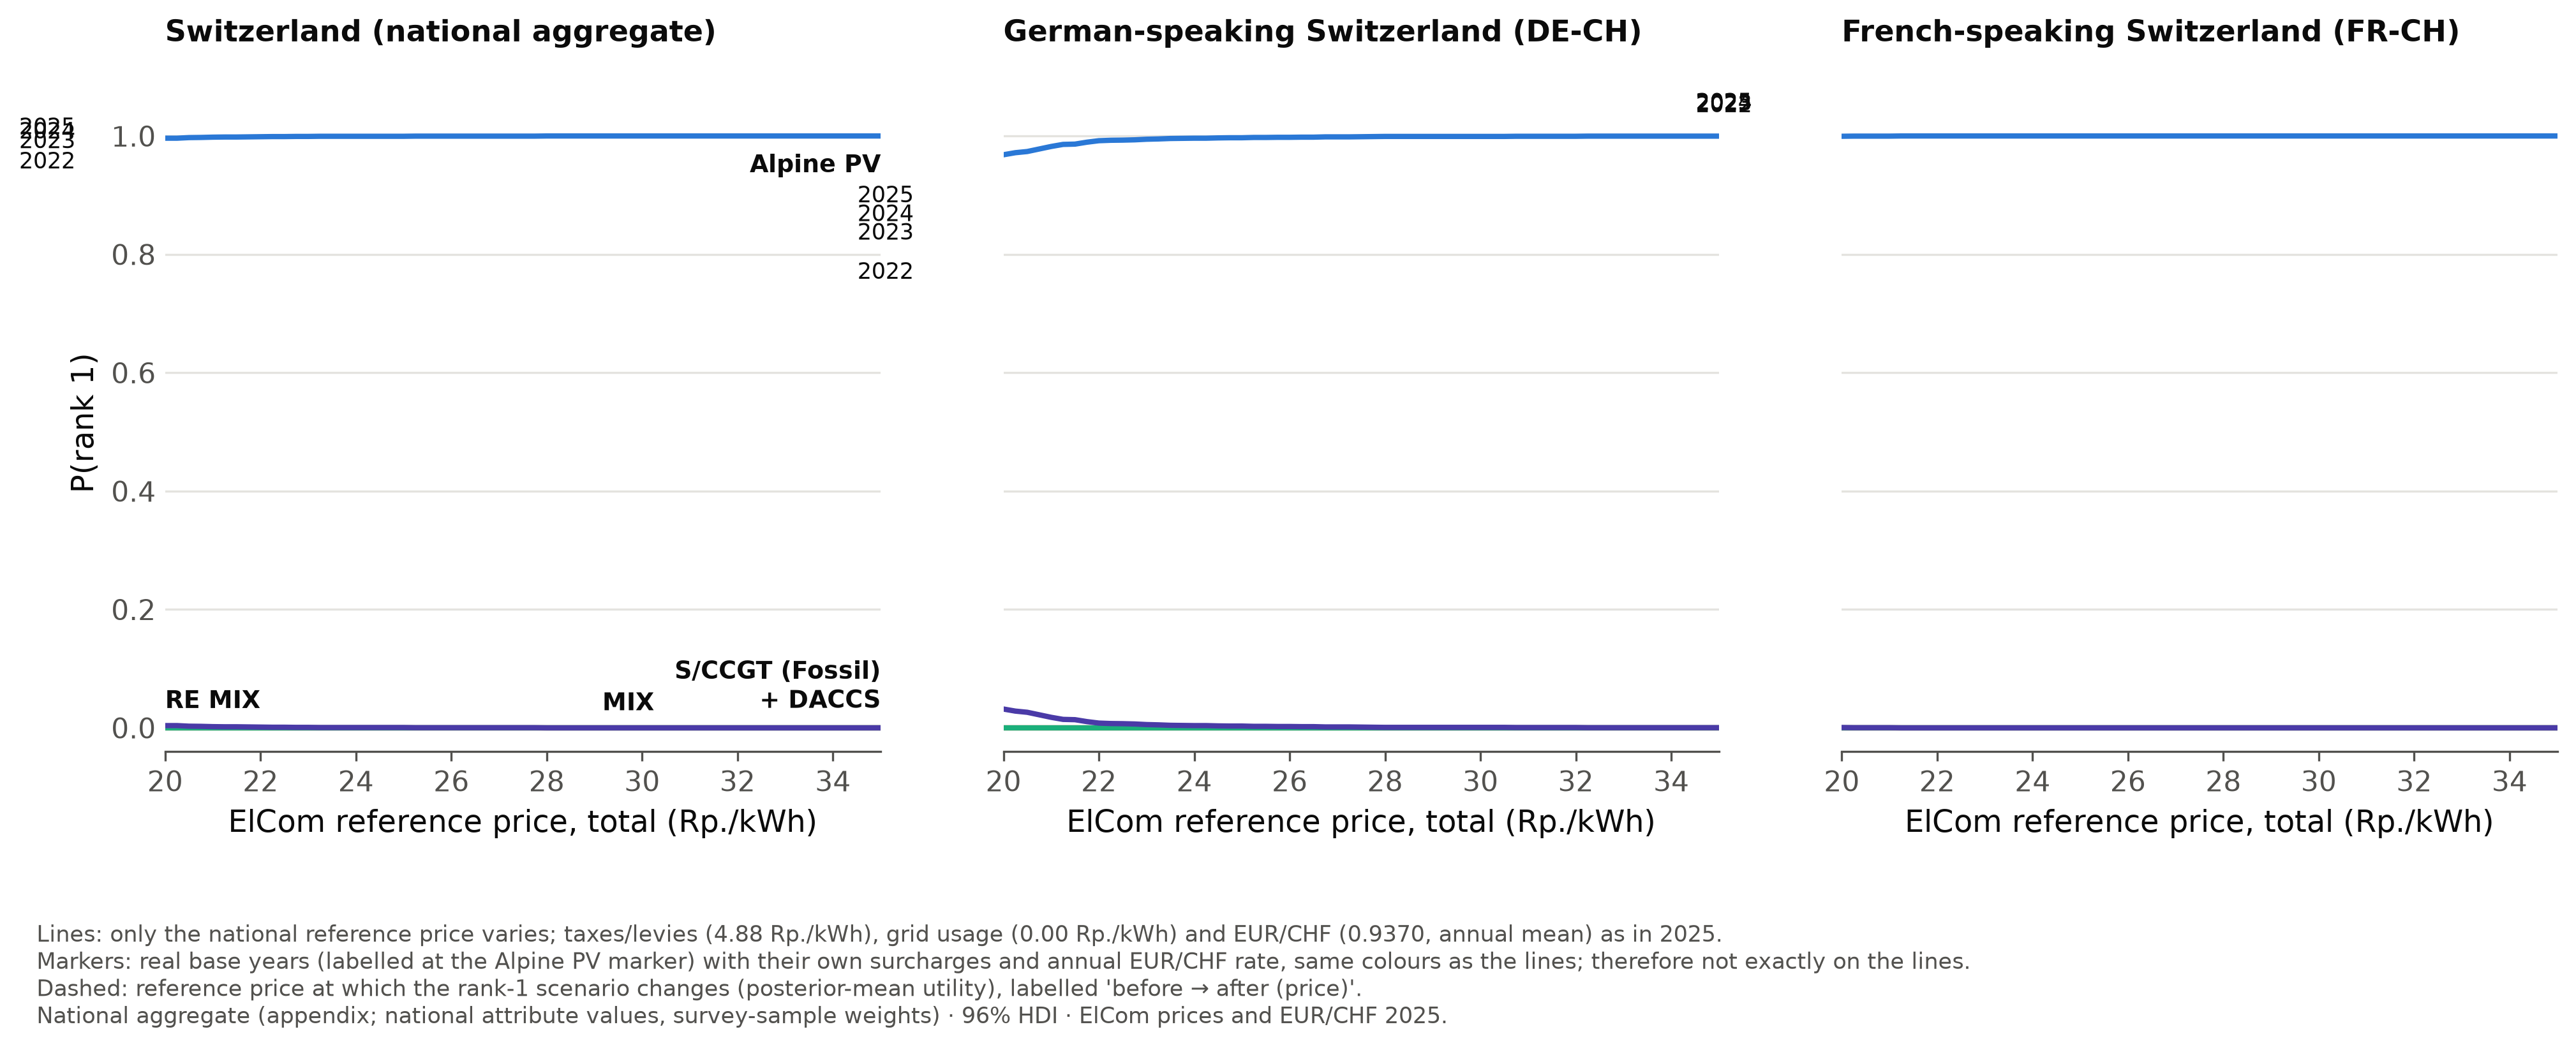 Switzerland (national aggregate)
German-speaking Switzerland (DE-CH)
French-speaking Switzerland (FR-CH)
2025
2024
2023
2022
Alpine PV
2025
2024
2023
2022
2025
2022
P(rank 1)
1.0
0.8
0.6
0.4
0.2
0.0
RE MIX
MIX
S/CCGT (Fossil)
+ DACCS
20 22 24 26 28 30 32 34
20 22 24 26 28 30 32 34
20 22 24 26 28 30 32 34
ElCom reference price, total (Rp./kWh)
ElCom reference price, total (Rp./kWh)
ElCom reference price, total (Rp./kWh)
Lines: only the national reference price varies; taxes/levies (4.88 Rp./kWh), grid usage (0.00 Rp./kWh) and EUR/CHF (0.9370, annual mean) as in 2025.
Markers: real base years (labelled at the Alpine PV marker) with their own surcharges and annual EUR/CHF rate, same colours as the lines; therefore not exactly on the lines.
Dashed: reference price at which the rank-1 scenario changes (posterior-mean utility), labelled 'before → after (price)'.
National aggregate (appendix; national attribute values, survey-sample weights) · 96% HDI · ElCom prices and EUR/CHF 2025.